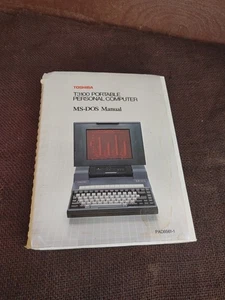 TOSHIBA
T3100 PORTABLE
PERSONAL COMPUTER
MS-DOS Manual